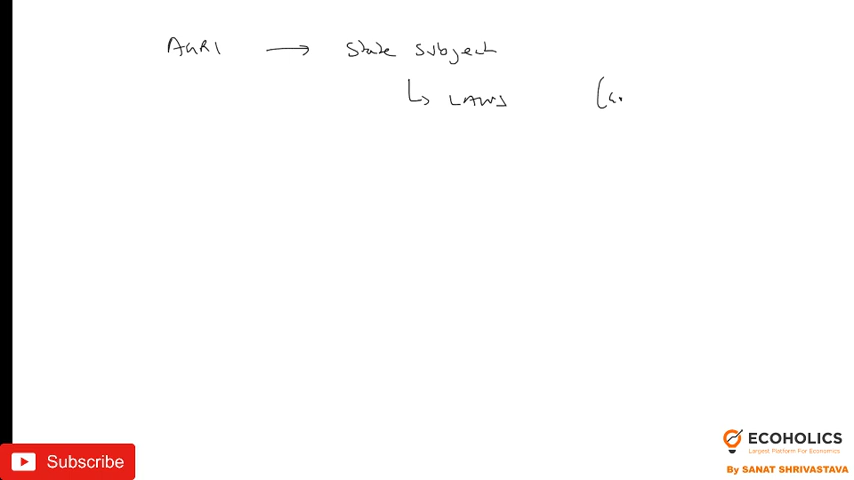 AGRI → State Subject
↳ LAWS (
Subscribe
ECOHOLICS
Largest Platform For Economics
By SANAT SHRIVASTAVA